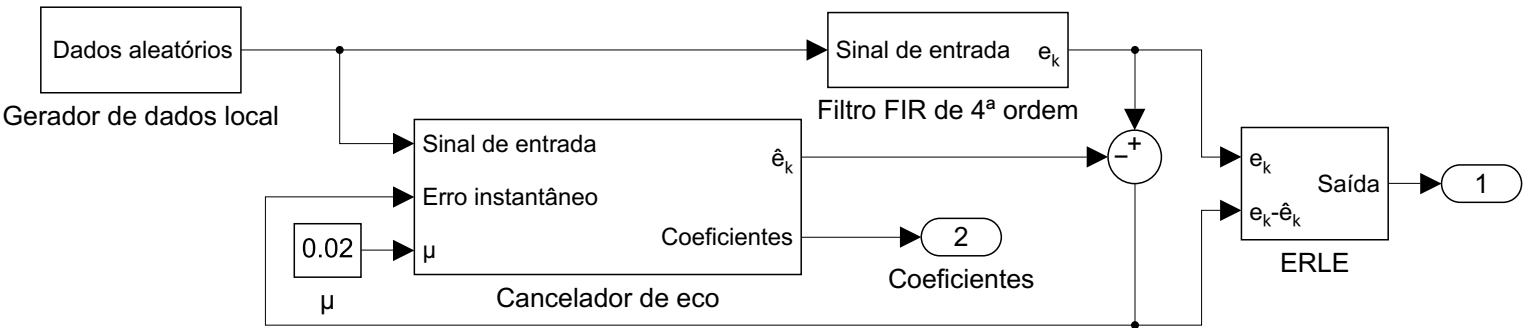 Dados aleatórios
Gerador de dados local
Sinal de entrada
e_k
Filtro FIR de 4ª ordem
Sinal de entrada
Erro instantâneo
μ
ê_k
Coeficientes
Cancelador de eco
0.02
μ
2
Coeficientes
−
+
e_k
e_k-ê_k
Saída
ERLE
1